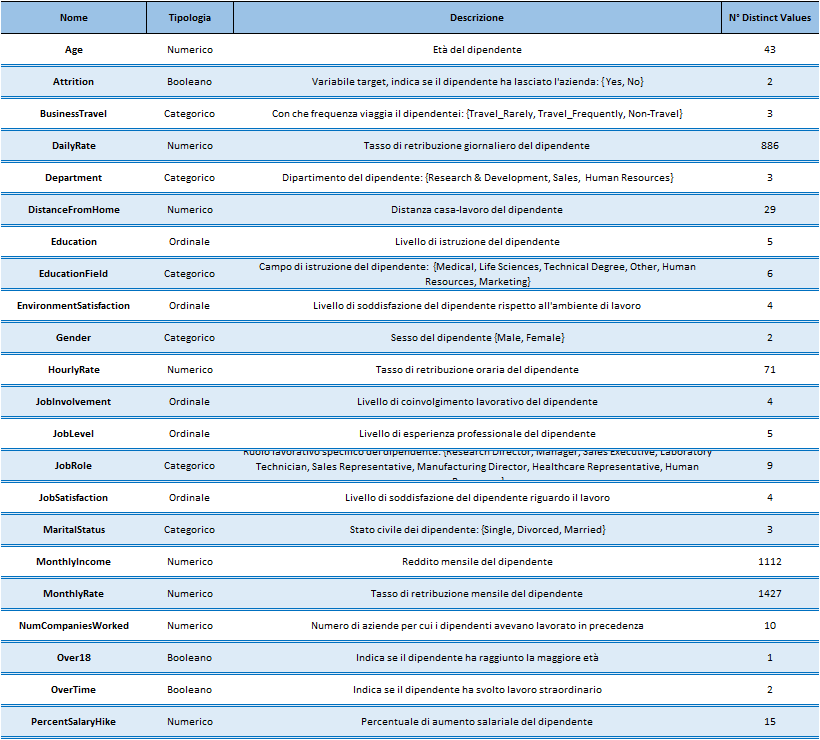 Nome Tipologia Descrizione N° Distinct Values
Age Numerico Età del dipendente 43
Attrition Booleano Variabile target, indica se il dipendente ha lasciato l'azienda: {Yes, No} 2
BusinessTravel Categorico Con che frequenza viaggia il dipendentei: {Travel_Rarely, Travel_Frequently, Non-Travel} 3
DailyRate Numerico Tasso di retribuzione giornaliero del dipendente 886
Department Categorico Dipartimento del dipendente: {Research & Development, Sales, Human Resources} 3
DistanceFromHome Numerico Distanza casa-lavoro del dipendente 29
Education Ordinale Livello di istruzione del dipendente 5
EducationField Categorico Campo di istruzione del dipendente: {Medical, Life Sciences, Technical Degree, Other, Human
Resources, Marketing} 6
EnvironmentSatisfaction Ordinale Livello di soddisfazione del dipendente rispetto all'ambiente di lavoro 4
Gender Categorico Sesso del dipendente {Male, Female} 2
HourlyRate Numerico Tasso di retribuzione oraria del dipendente 71
JobInvolvement Ordinale Livello di coinvolgimento lavorativo del dipendente 4
JobLevel Ordinale Livello di esperienza professionale del dipendente 5
Ruolo lavorativo specifico del dipendente: {Research Director, Manager, Sales Executive, Laboratory
JobRole Categorico Technician, Sales Representative, Manufacturing Director, Healthcare Representative, Human 9
JobSatisfaction Ordinale Livello di soddisfazione del dipendente riguardo il lavoro 4
MaritalStatus Categorico Stato civile dei dipendente: {Single, Divorced, Married} 3
MonthlyIncome Numerico Reddito mensile del dipendente 1112
MonthlyRate Numerico Tasso di retribuzione mensile del dipendente 1427
NumCompaniesWorked Numerico Numero di aziende per cui i dipendenti avevano lavorato in precedenza 10
Over18 Booleano Indica se il dipendente ha raggiunto la maggiore età 1
OverTime Booleano Indica se il dipendente ha svolto lavoro straordinario 2
PercentSalaryHike Numerico Percentuale di aumento salariale del dipendente 15